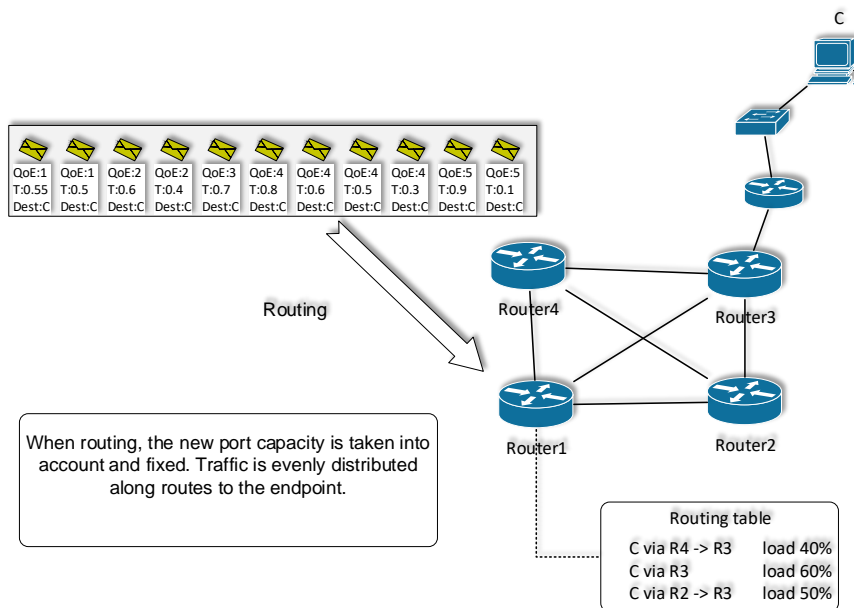 C
QoE:1 QoE:1 QoE:2 QoE:2 QoE:3 QoE:4 QoE:4 QoE:4 QoE:4 QoE:5 QoE:5
T:0.55 T:0.5 T:0.6 T:0.4 T:0.7 T:0.8 T:0.6 T:0.5 T:0.3 T:0.9 T:0.1
Dest:C Dest:C Dest:C Dest:C Dest:C Dest:C Dest:C Dest:C Dest:C Dest:C Dest:C
Routing
Router4
Router3
Router1
Router2
When routing, the new port capacity is taken into
account and fixed. Traffic is evenly distributed
along routes to the endpoint.
Routing table
C via R4 -> R3 load 40%
C via R3 load 60%
C via R2 -> R3 load 50%